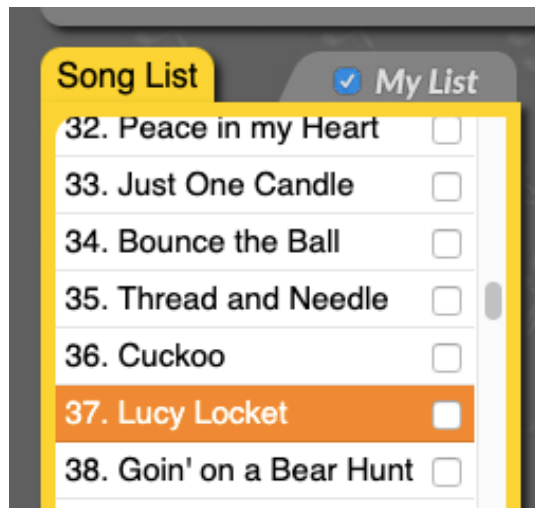 Song List
My List
32. Peace in my Heart
33. Just One Candle
34. Bounce the Ball
35. Thread and Needle
36. Cuckoo
37. Lucy Locket
38. Goin' on a Bear Hunt